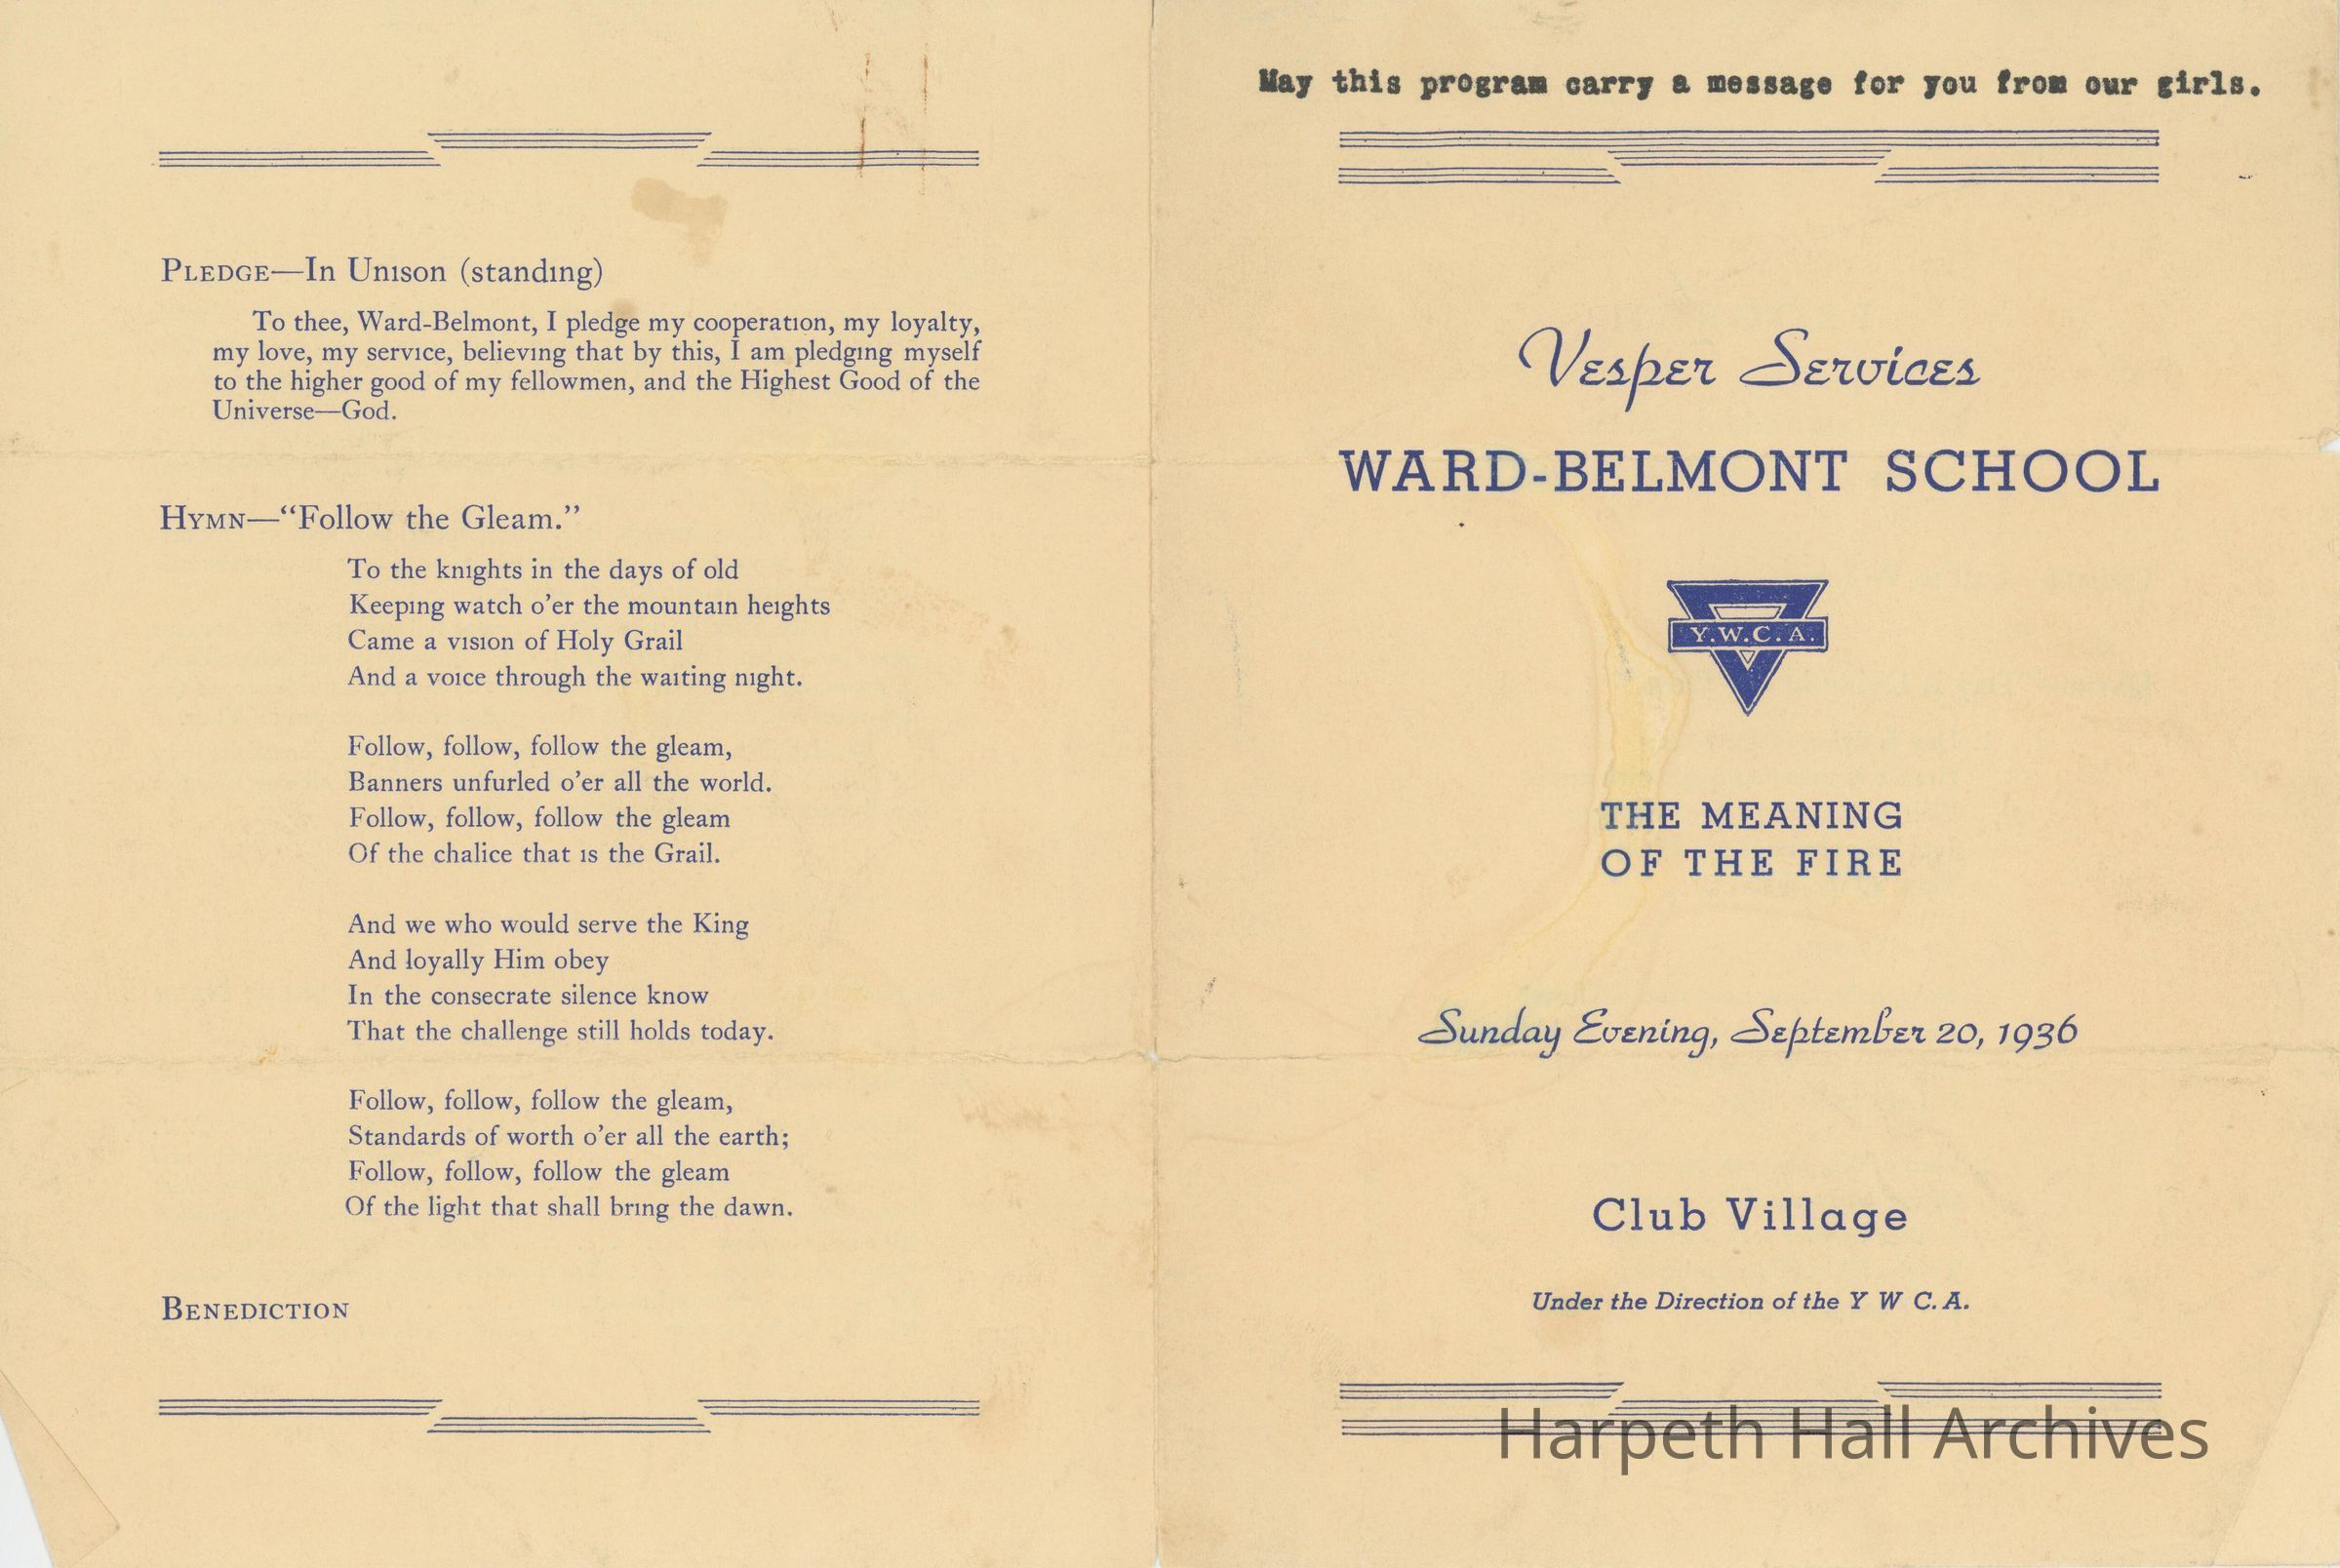 PLEDGE—In Unison (standing)
To thee, Ward-Belmont, I pledge my cooperation, my loyalty,
my love, my service, believing that by this, I am pledging myself
to the higher good of my fellowmen, and the Highest Good of the
Universe—God.
HYMN—“Follow the Gleam.”
To the knights in the days of old
Keeping watch o’er the mountain heights
Came a vision of Holy Grail
And a voice through the waiting night.
Follow, follow, follow the gleam,
Banners unfurled o’er all the world.
Follow, follow, follow the gleam
Of the chalice that is the Grail.
And we who would serve the King
And loyally Him obey
In the consecrate silence know
That the challenge still holds today.
Follow, follow, follow the gleam,
Standards of worth o’er all the earth;
Follow, follow, follow the gleam
Of the light that shall bring the dawn.
BENEDICTION
May this program carry a message for you from our girls.
Vesper Services
WARD-BELMONT SCHOOL
Y.W.C.A.
THE MEANING
OF THE FIRE
Sunday Evening, September 20, 1936
Club Village
Under the Direction of the Y W C. A.
Harpeth Hall Archives